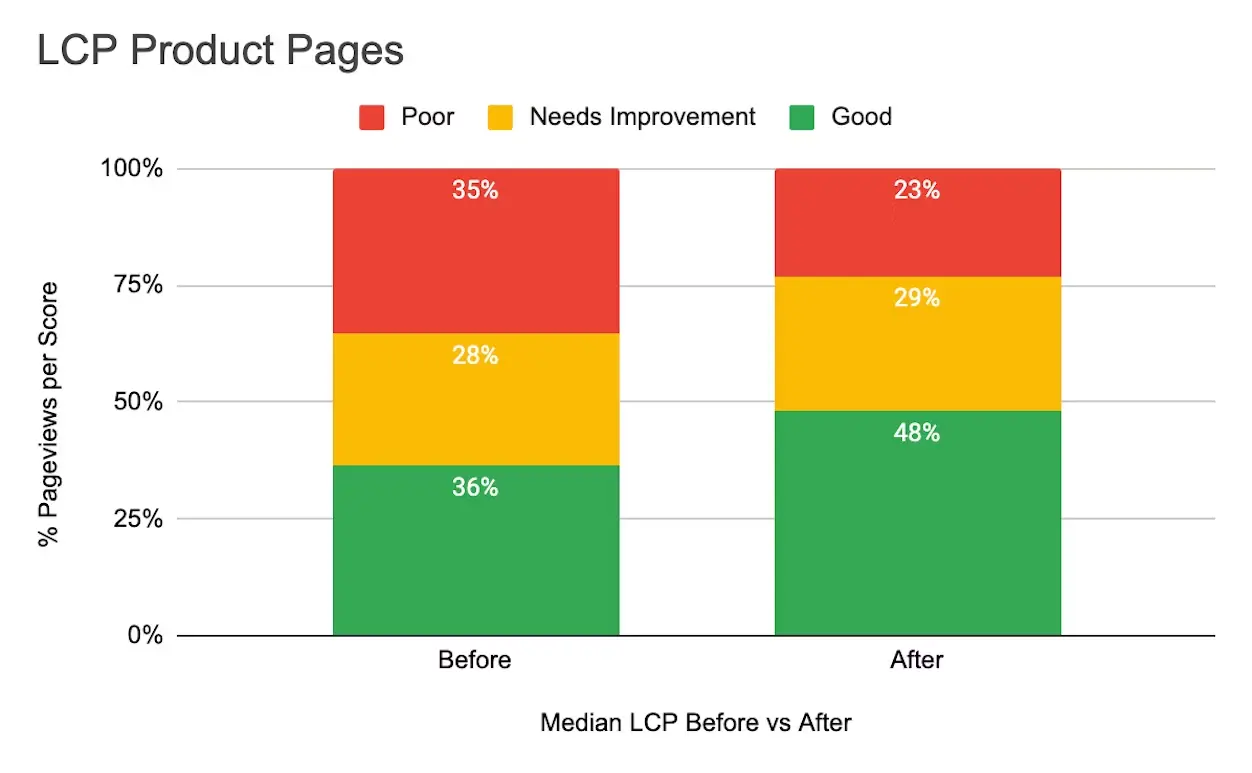 LCP Product Pages
Poor Needs Improvement Good
100%
75%
50%
25%
0%
% Pageviews per Score
35%
28%
36%
23%
29%
48%
Before After
Median LCP Before vs After